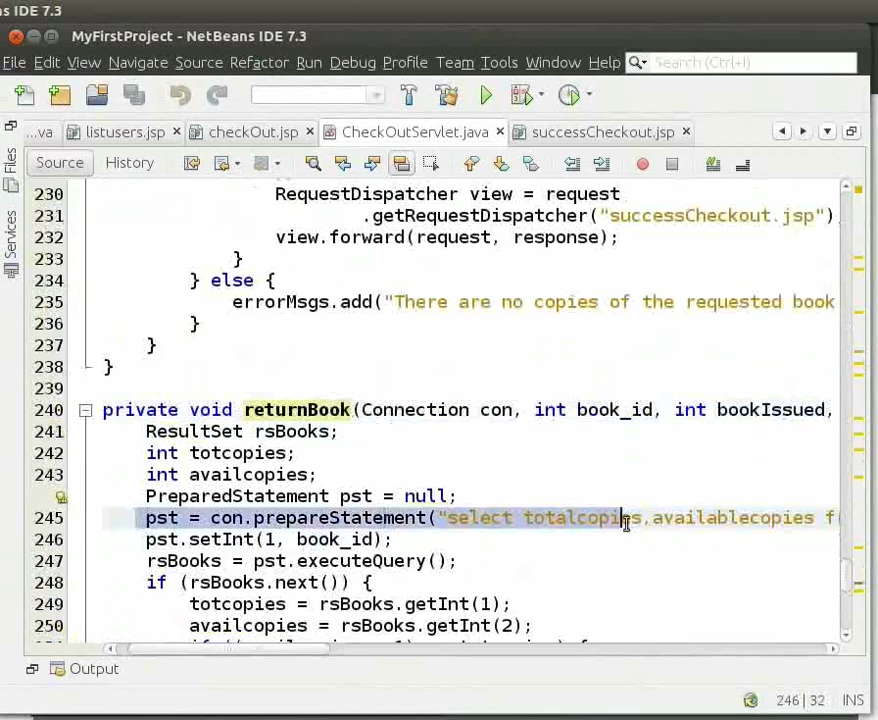 s IDE 7.3
MyFirstProject - NetBeans IDE 7.3
File Edit View Navigate Source Refactor Run Debug Profile Team Tools Window Help Search (Ctrl+I)
...va listusers.jsp checkOut.jsp CheckOutServlet.java successCheckout.jsp
Source History
Files
Services
230 RequestDispatcher view = request
231 .getRequestDispatcher("successCheckout.jsp")
232 view.forward(request, response);
233 }
234 } else {
235 errorMsgs.add("There are no copies of the requested book
236 }
237 }
238 }
239
240 private void returnBook(Connection con, int book_id, int bookIssued,
241 ResultSet rsBooks;
242 int totcopies;
243 int availcopies;
PreparedStatement pst = null;
245 pst = con.prepareStatement("select totalcopies,availablecopies f
246 pst.setInt(1, book_id);
247 rsBooks = pst.executeQuery();
248 if (rsBooks.next()) {
249 totcopies = rsBooks.getInt(1);
250 availcopies = rsBooks.getInt(2);
Output
246 | 32 INS